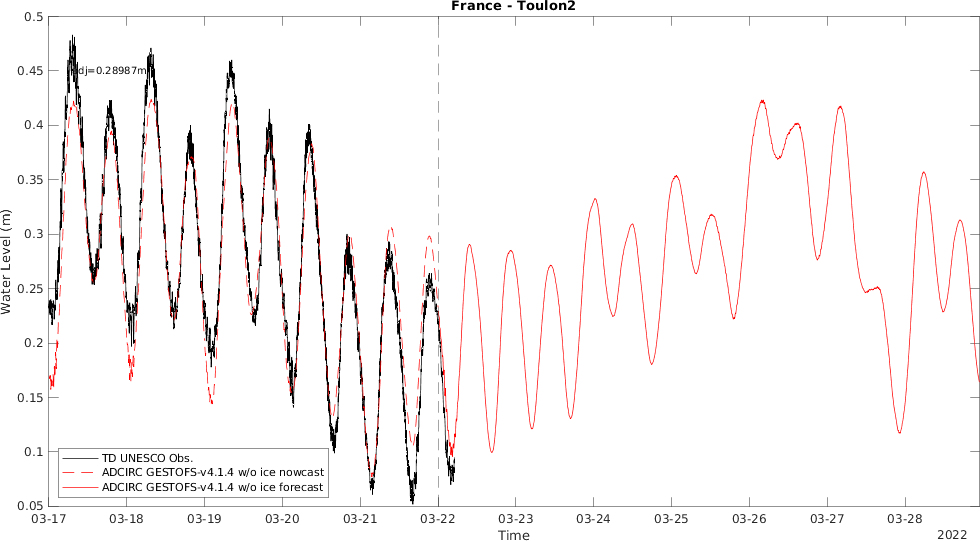 France - Toulon2
0.5
0.45
0.4
0.35
0.3
0.25
0.2
0.15
0.1
0.05
Water Level (m)
dj=0.28987m
TD UNESCO Obs.
ADCIRC GESTOFS-v4.1.4 w/o ice nowcast
ADCIRC GESTOFS-v4.1.4 w/o ice forecast
03-17 03-18 03-19 03-20 03-21 03-22 03-23 03-24 03-25 03-26 03-27 03-28
Time
2022